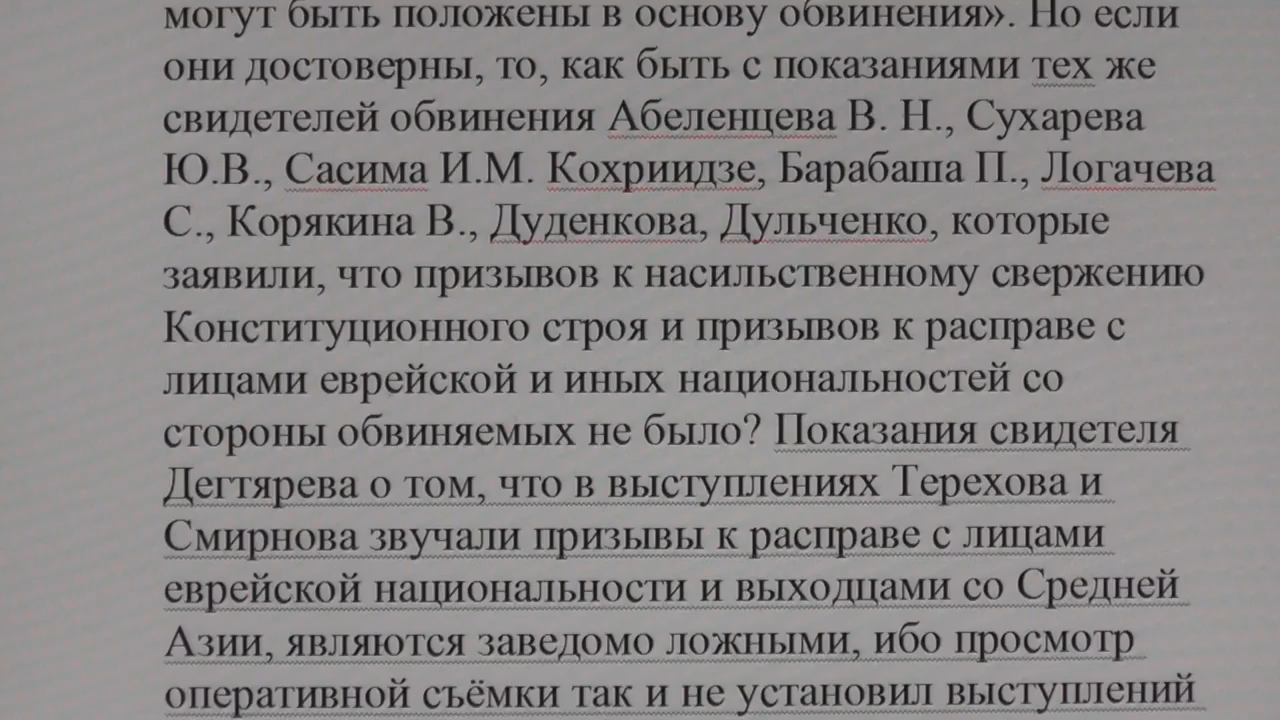 могут быть положены в основу обвинения». Но если
они достоверны, то, как быть с показаниями тех же
свидетелей обвинения Абеленцева В. Н., Сухарева
Ю.В., Сасима И.М. Кохриидзе, Барабаша П., Логачева
С., Корякина В., Дуденкова, Дульченко, которые
заявили, что призывов к насильственному свержению
Конституционного строя и призывов к расправе с
лицами еврейской и иных национальностей со
стороны обвиняемых не было? Показания свидетеля
Дегтярева о том, что в выступлениях Терехова и
Смирнова звучали призывы к расправе с лицами
еврейской национальности и выходцами со Средней
Азии, являются заведомо ложными, ибо просмотр
оперативной съёмки так и не установил выступлений